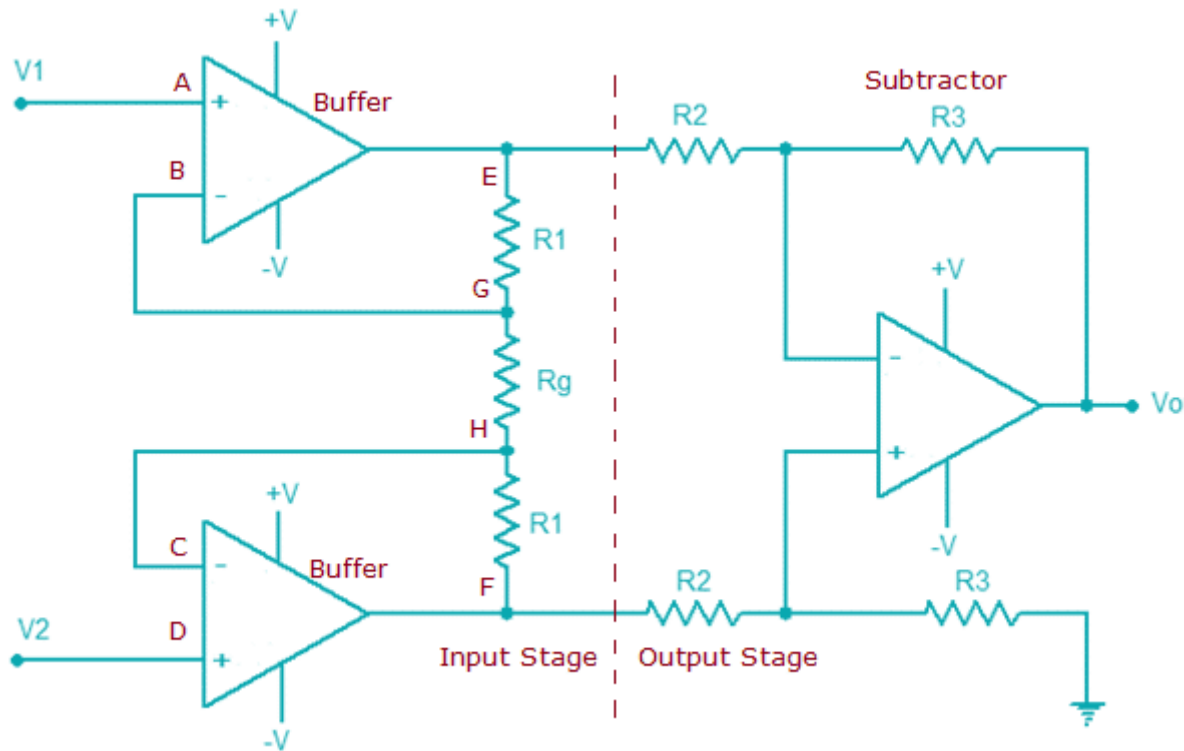 +V
V1
A
+
Buffer
B
-
-V
E
R1
G
Rg
H
R1
F
+V
C
-
Buffer
V2
D
+
-V
Input Stage
Output Stage
Subtractor
R2
R3
+V
-
+
-V
Vo
R2
R3